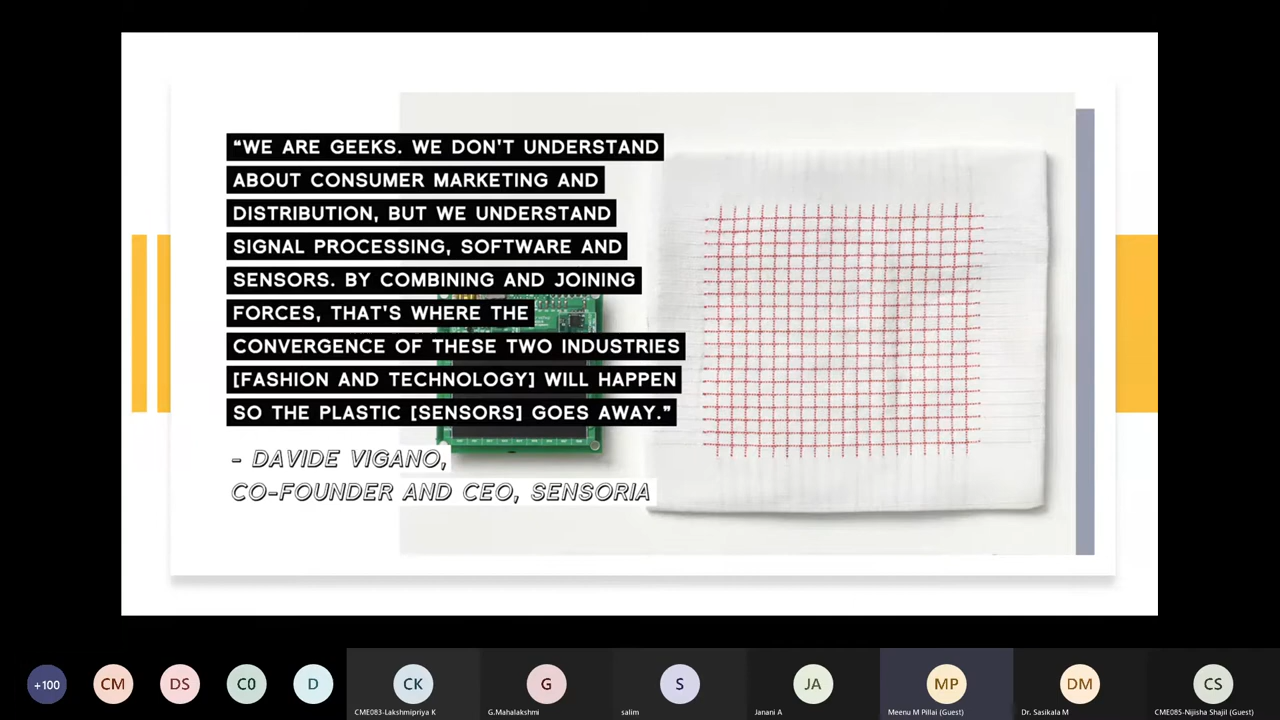 “WE ARE GEEKS. WE DON'T UNDERSTAND
ABOUT CONSUMER MARKETING AND
DISTRIBUTION, BUT WE UNDERSTAND
SIGNAL PROCESSING, SOFTWARE AND
SENSORS. BY COMBINING AND JOINING
FORCES, THAT'S WHERE THE
CONVERGENCE OF THESE TWO INDUSTRIES
[FASHION AND TECHNOLOGY] WILL HAPPEN
SO THE PLASTIC [SENSORS] GOES AWAY.”
- DAVIDE VIGANO,
CO-FOUNDER AND CEO, SENSORIA
+100 CM DS C0 D CK G S JA MP DM CS
CME083-Lakshmipriya K G.Mahalakshmi salim Janani A Meenu M Pillai (Guest) Dr. Sasikala M CME085-Nijisha Shajil (Guest)